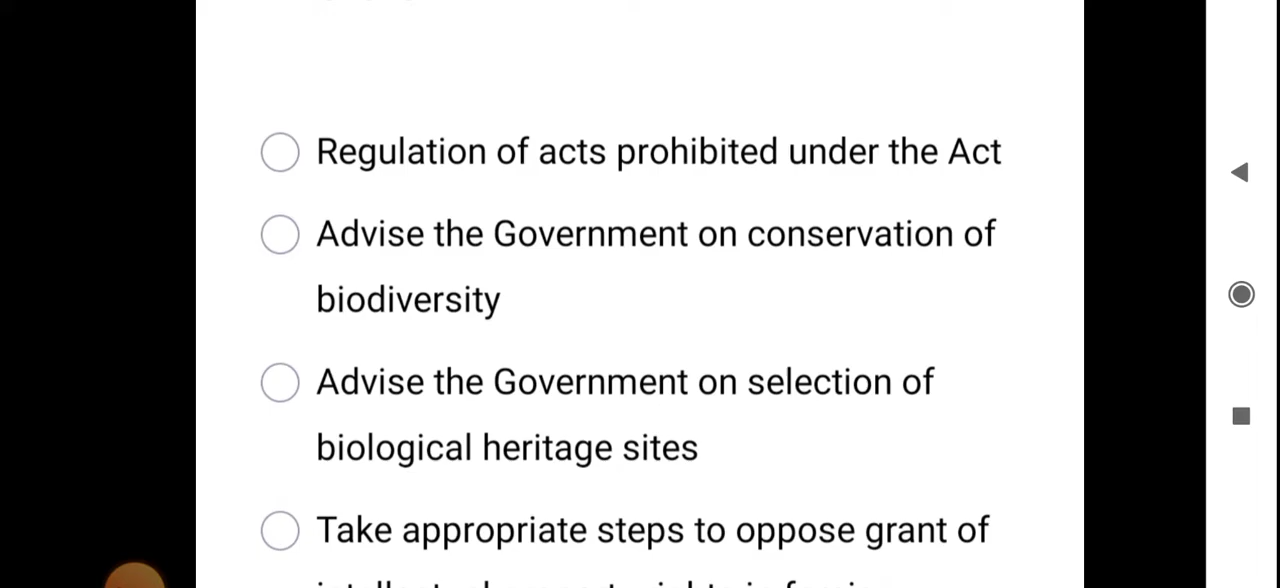 Regulation of acts prohibited under the Act
Advise the Government on conservation of
biodiversity
Advise the Government on selection of
biological heritage sites
Take appropriate steps to oppose grant of